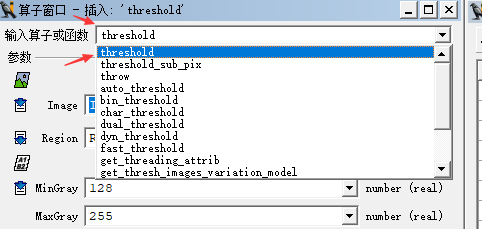 算子窗口 - 插入: 'threshold'
输入算子或函数 threshold
参数
threshold
threshold_sub_pix
throw
auto_threshold
bin_threshold
char_threshold
dual_threshold
dyn_threshold
fast_threshold
get_threading_attrib
get_thresh_images_variation_model
Image
Region R
MinGray 128 number (real)
MaxGray 255 number (real)